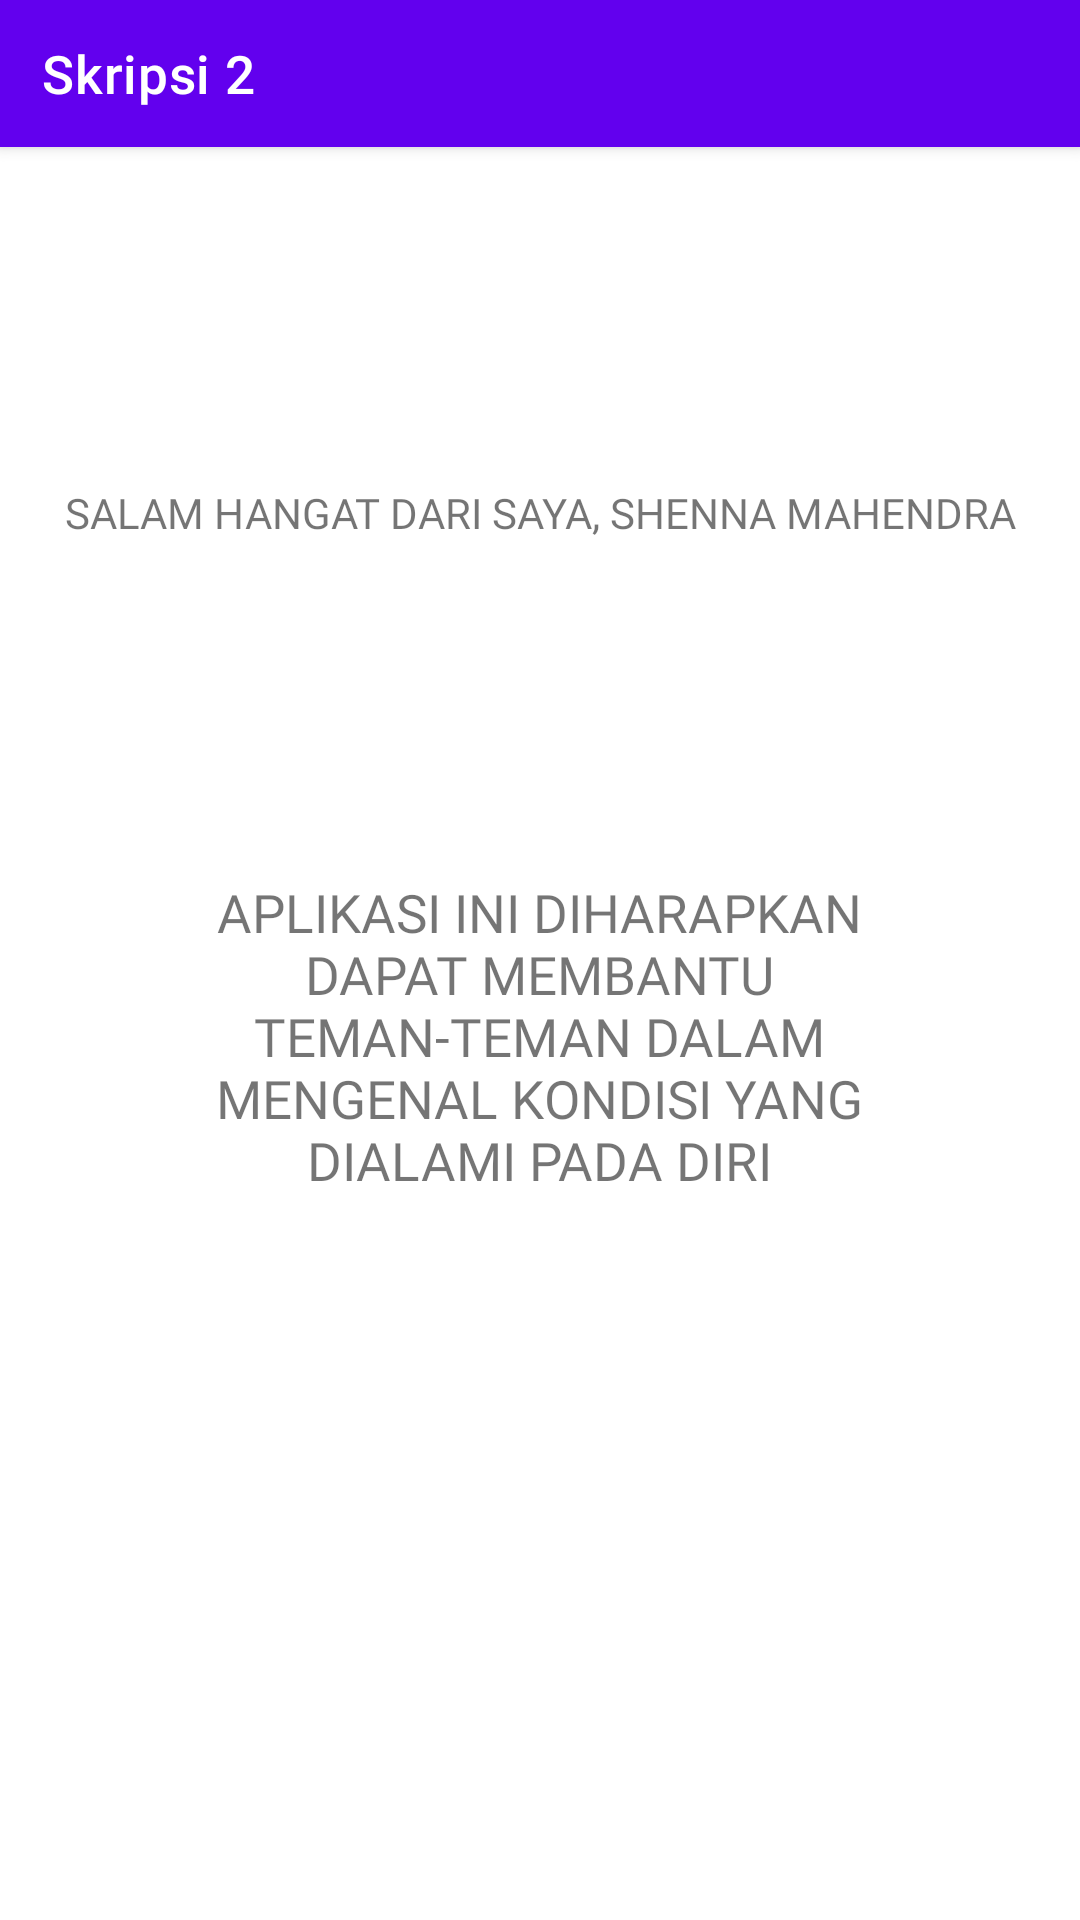 Skripsi 2
SALAM HANGAT DARI SAYA, SHENNA MAHENDRA
APLIKASI INI DIHARAPKAN
DAPAT MEMBANTU
TEMAN-TEMAN DALAM
MENGENAL KONDISI YANG
DIALAMI PADA DIRI